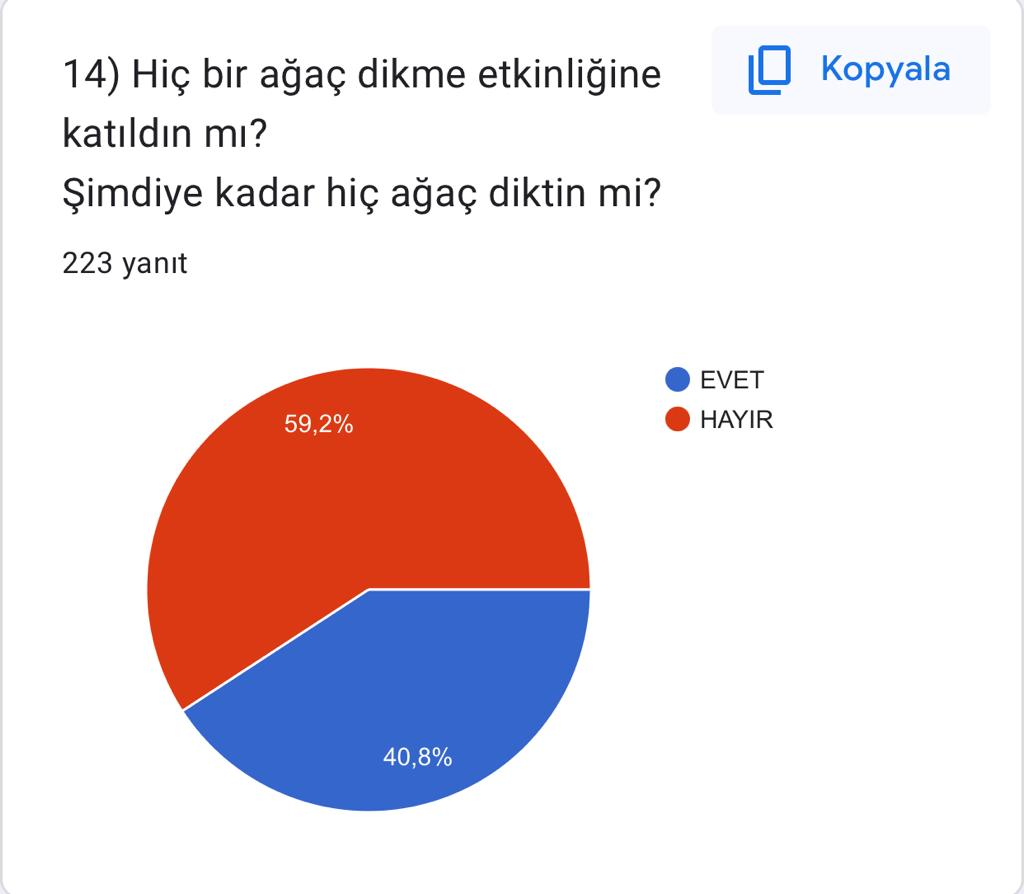 14) Hiç bir ağaç dikme etkinliğine
katıldın mı?
Şimdiye kadar hiç ağaç diktin mi?
Kopyala
223 yanıt
EVET
HAYIR
59,2%
40,8%